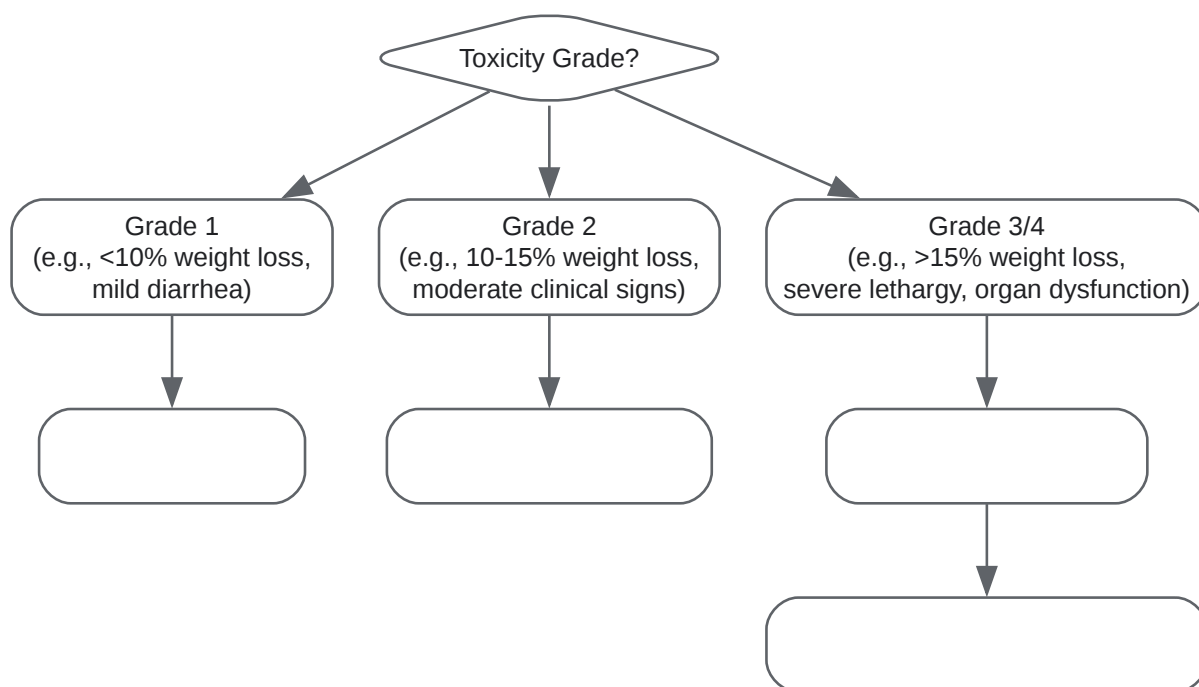 Toxicity Grade?
Grade 1
(e.g., <10% weight loss,
mild diarrhea)
Grade 2
(e.g., 10-15% weight loss,
moderate clinical signs)
Grade 3/4
(e.g., >15% weight loss,
severe lethargy, organ dysfunction)